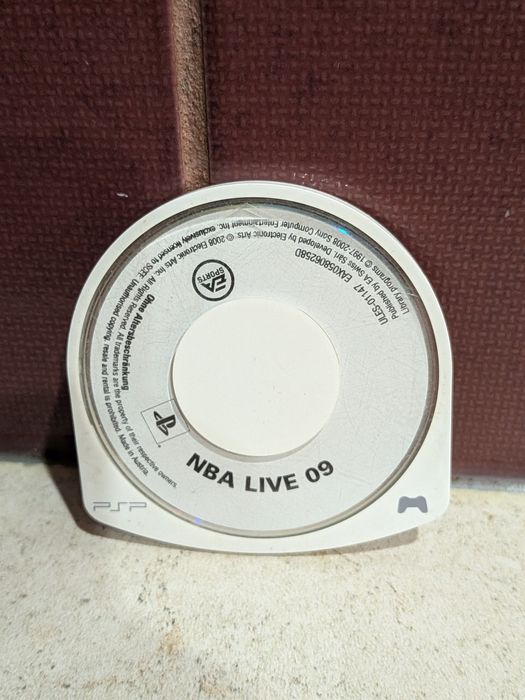 Library programs © 1997-2008 Sony Computer Entertainment Inc. exclusively licensed to SCEE.
Published by EA Swiss Sàrl. Developed by Electronic Arts © 2008 Electronic Arts Inc. All Rights Reserved. All trademarks are the property of their respective owners.
Unauthorised copying, resale and rental is prohibited. Made in Austria.
ULES-01147 EAX05806258D
EA
SPORTS
Ohne Altersbeschränkung
NBA LIVE 09
PSP